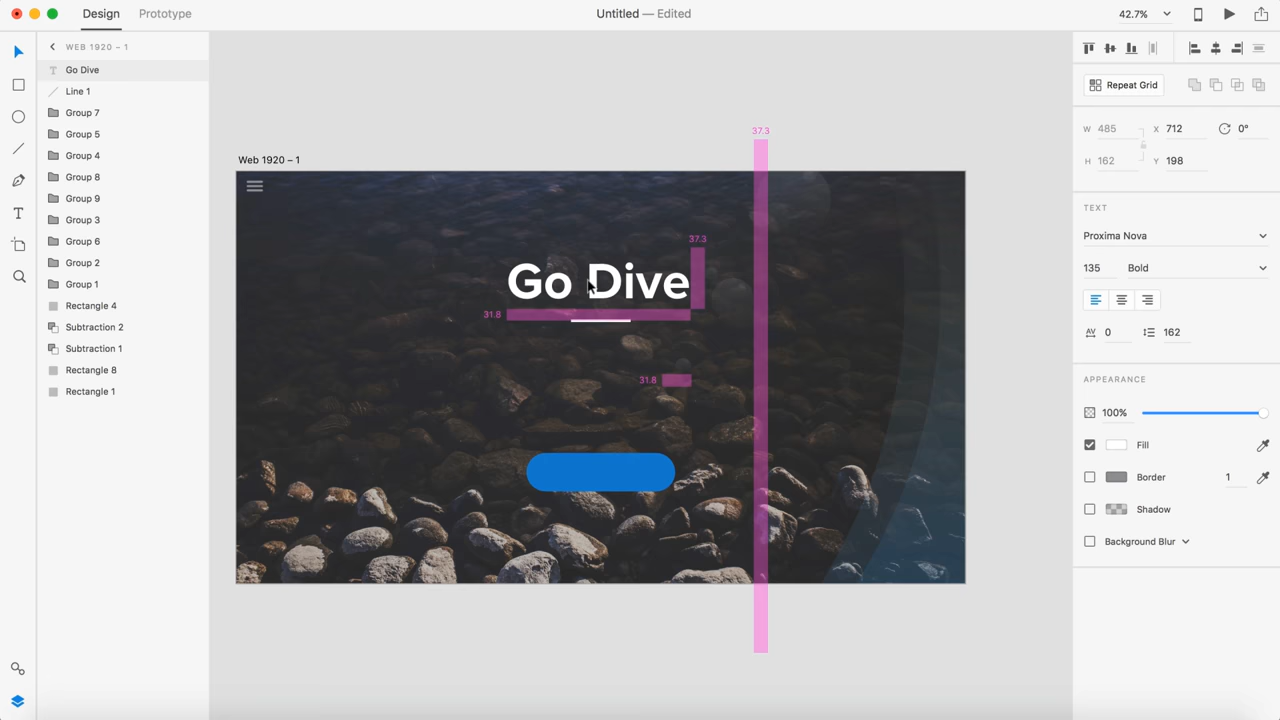 Design
Prototype
Untitled — Edited
42.7%
WEB 1920 – 1
Go Dive
Line 1
Group 7
Group 5
Group 4
Group 8
Group 9
Group 3
Group 6
Group 2
Group 1
Rectangle 4
Subtraction 2
Subtraction 1
Rectangle 8
Rectangle 1
37.3
Web 1920 – 1
37.3
Go Dive
31.8
31.8
Repeat Grid
W 485 X 712 0°
H 162 Y 198
TEXT
Proxima Nova
135 Bold
AV 0 162
APPEARANCE
100%
Fill
Border 1
Shadow
Background Blur